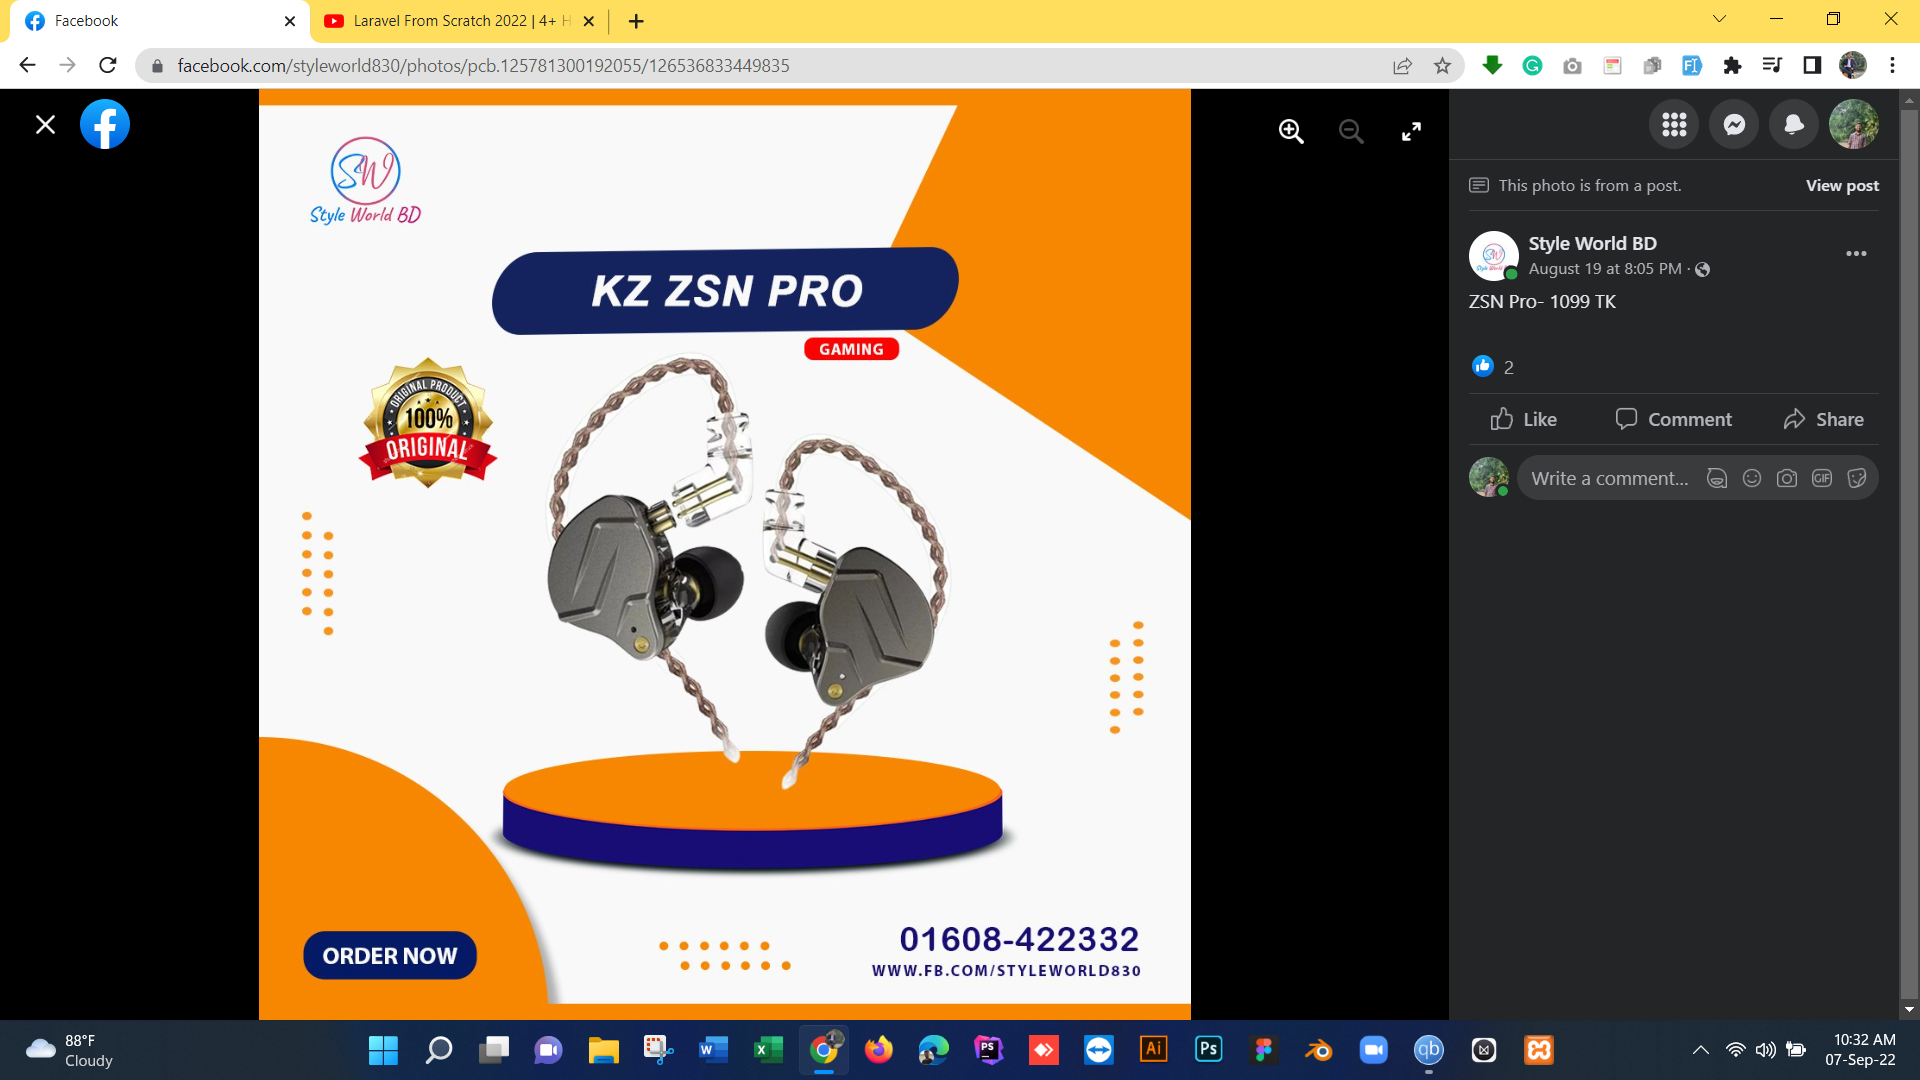 Facebook
Laravel From Scratch 2022 | 4+ H
facebook.com/styleworld830/photos/pcb.125781300192055/126536833449835
SW
Style World BD
KZ ZSN PRO
GAMING
ORIGINAL PRODUCT
100%
ORIGINAL
ORDER NOW
01608-422332
WWW.FB.COM/STYLEWORLD830
This photo is from a post.
View post
Style World BD
August 19 at 8:05 PM ·
ZSN Pro- 1099 TK
2
Like
Comment
Share
Write a comment...
GIF
88°F
Cloudy
10:32 AM
07-Sep-22